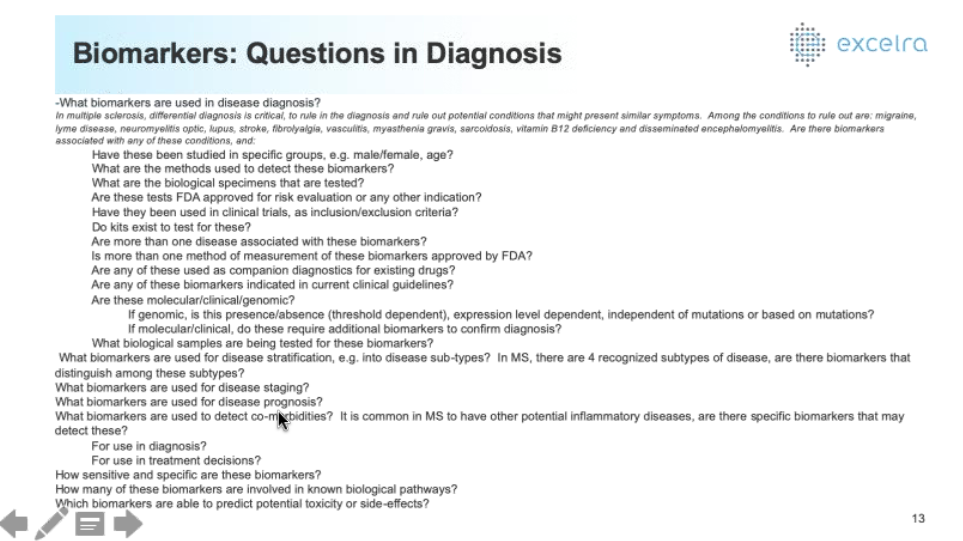 Biomarkers: Questions in Diagnosis
excelra
-What biomarkers are used in disease diagnosis?
In multiple sclerosis, differential diagnosis is critical, to rule in the diagnosis and rule out potential conditions that might present similar symptoms. Among the conditions to rule out are: migraine,
lyme disease, neuromyelitis optic, lupus, stroke, fibrolyalgia, vasculitis, myasthenia gravis, sarcoidosis, vitamin B12 deficiency and disseminated encephalomyelitis. Are there biomarkers
associated with any of these conditions, and:
Have these been studied in specific groups, e.g. male/female, age?
What are the methods used to detect these biomarkers?
What are the biological specimens that are tested?
Are these tests FDA approved for risk evaluation or any other indication?
Have they been used in clinical trials, as inclusion/exclusion criteria?
Do kits exist to test for these?
Are more than one disease associated with these biomarkers?
Is more than one method of measurement of these biomarkers approved by FDA?
Are any of these used as companion diagnostics for existing drugs?
Are any of these biomarkers indicated in current clinical guidelines?
Are these molecular/clinical/genomic?
If genomic, is this presence/absence (threshold dependent), expression level dependent, independent of mutations or based on mutations?
If molecular/clinical, do these require additional biomarkers to confirm diagnosis?
What biological samples are being tested for these biomarkers?
What biomarkers are used for disease stratification, e.g. into disease sub-types? In MS, there are 4 recognized subtypes of disease, are there biomarkers that
distinguish among these subtypes?
What biomarkers are used for disease staging?
What biomarkers are used for disease prognosis?
What biomarkers are used to detect co-morbidities? It is common in MS to have other potential inflammatory diseases, are there specific biomarkers that may
detect these?
For use in diagnosis?
For use in treatment decisions?
How sensitive and specific are these biomarkers?
How many of these biomarkers are involved in known biological pathways?
Which biomarkers are able to predict potential toxicity or side-effects?
13